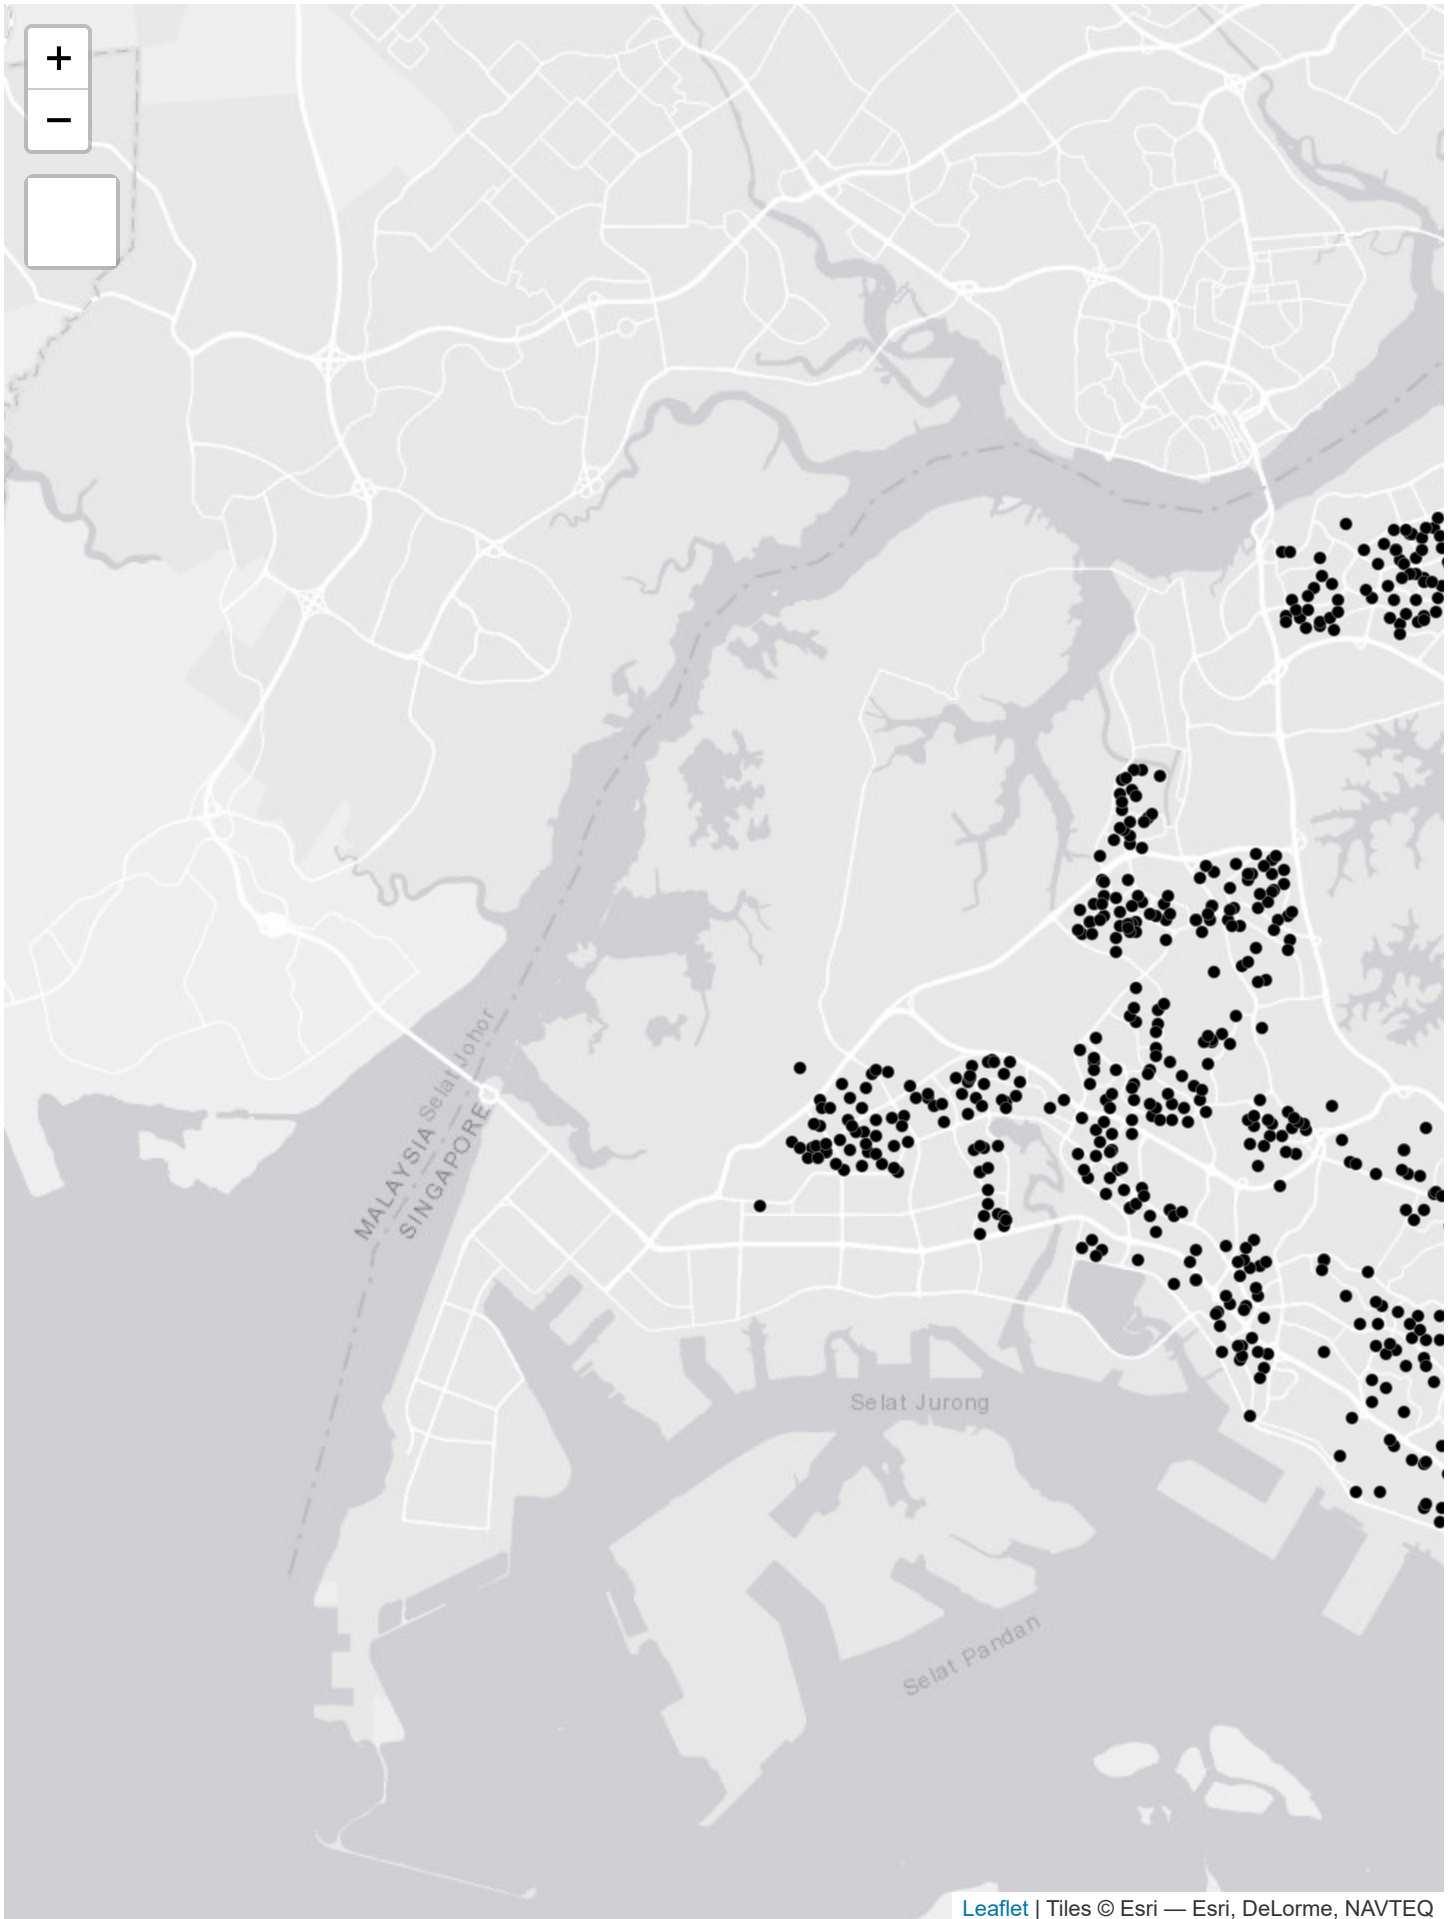 +
−
Selat Johor
MALAYSIA
SINGAPORE
Selat Jurong
Selat Pandan
Leaflet | Tiles © Esri — Esri, DeLorme, NAVTEQ